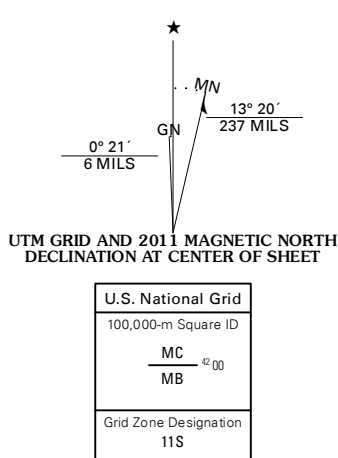 ★
MN
13° 20´
237 MILS
GN
0° 21´
6 MILS
UTM GRID AND 2011 MAGNETIC NORTH
DECLINATION AT CENTER OF SHEET
U.S. National Grid
100,000-m Square ID
MC
42 00
MB
Grid Zone Designation
11S